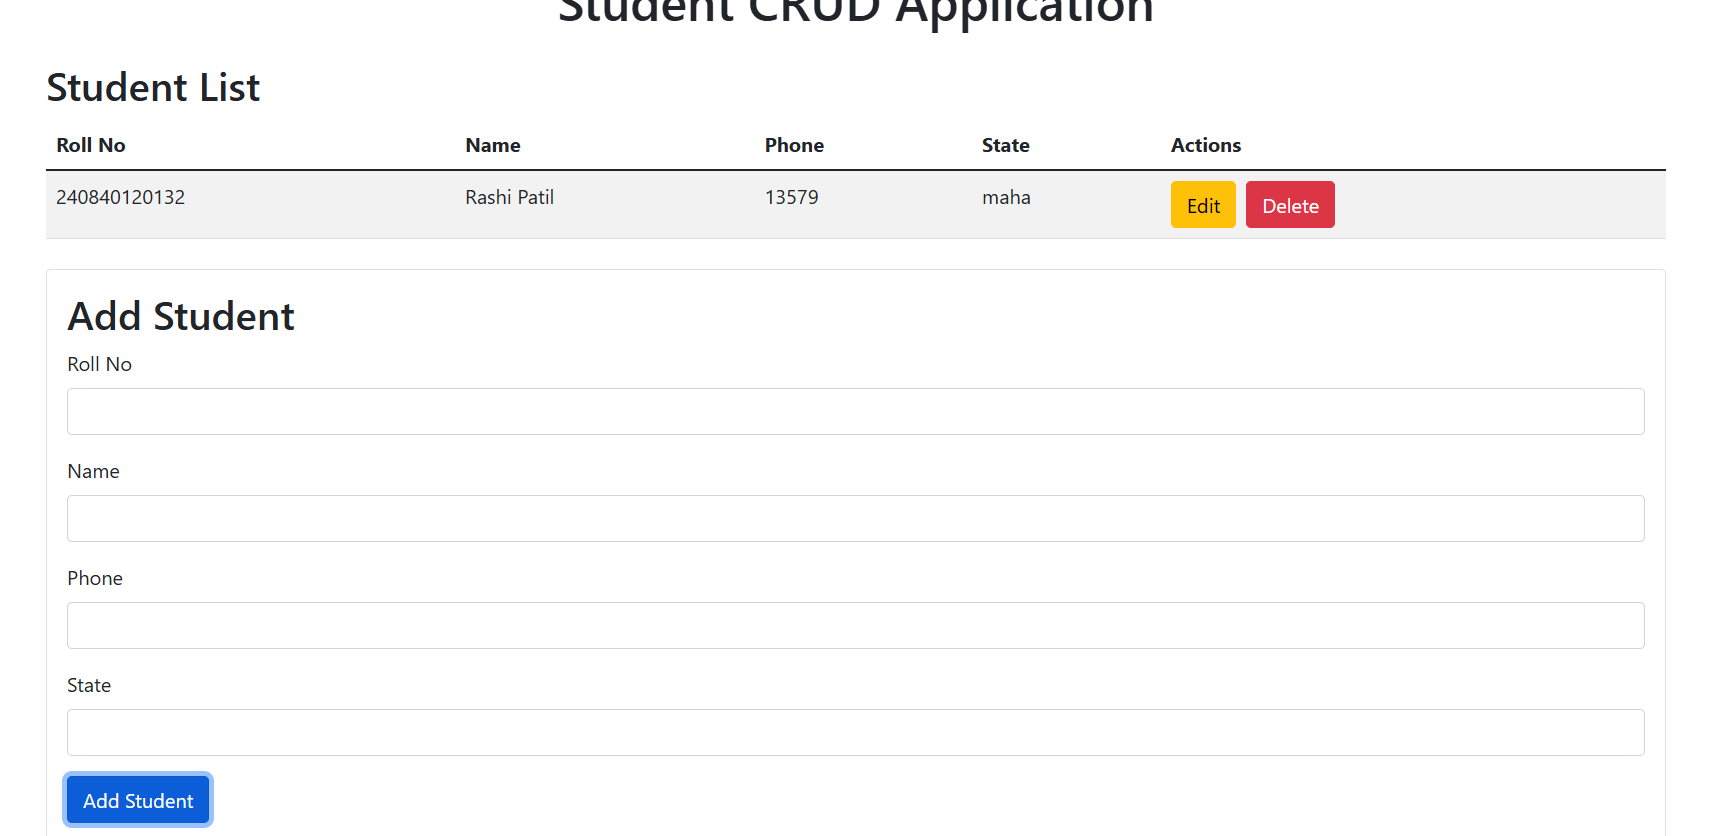 Student CRUD Application
Student List
Roll No Name Phone State Actions
240840120132 Rashi Patil 13579 maha Edit Delete
Add Student
Roll No
Name
Phone
State
Add Student